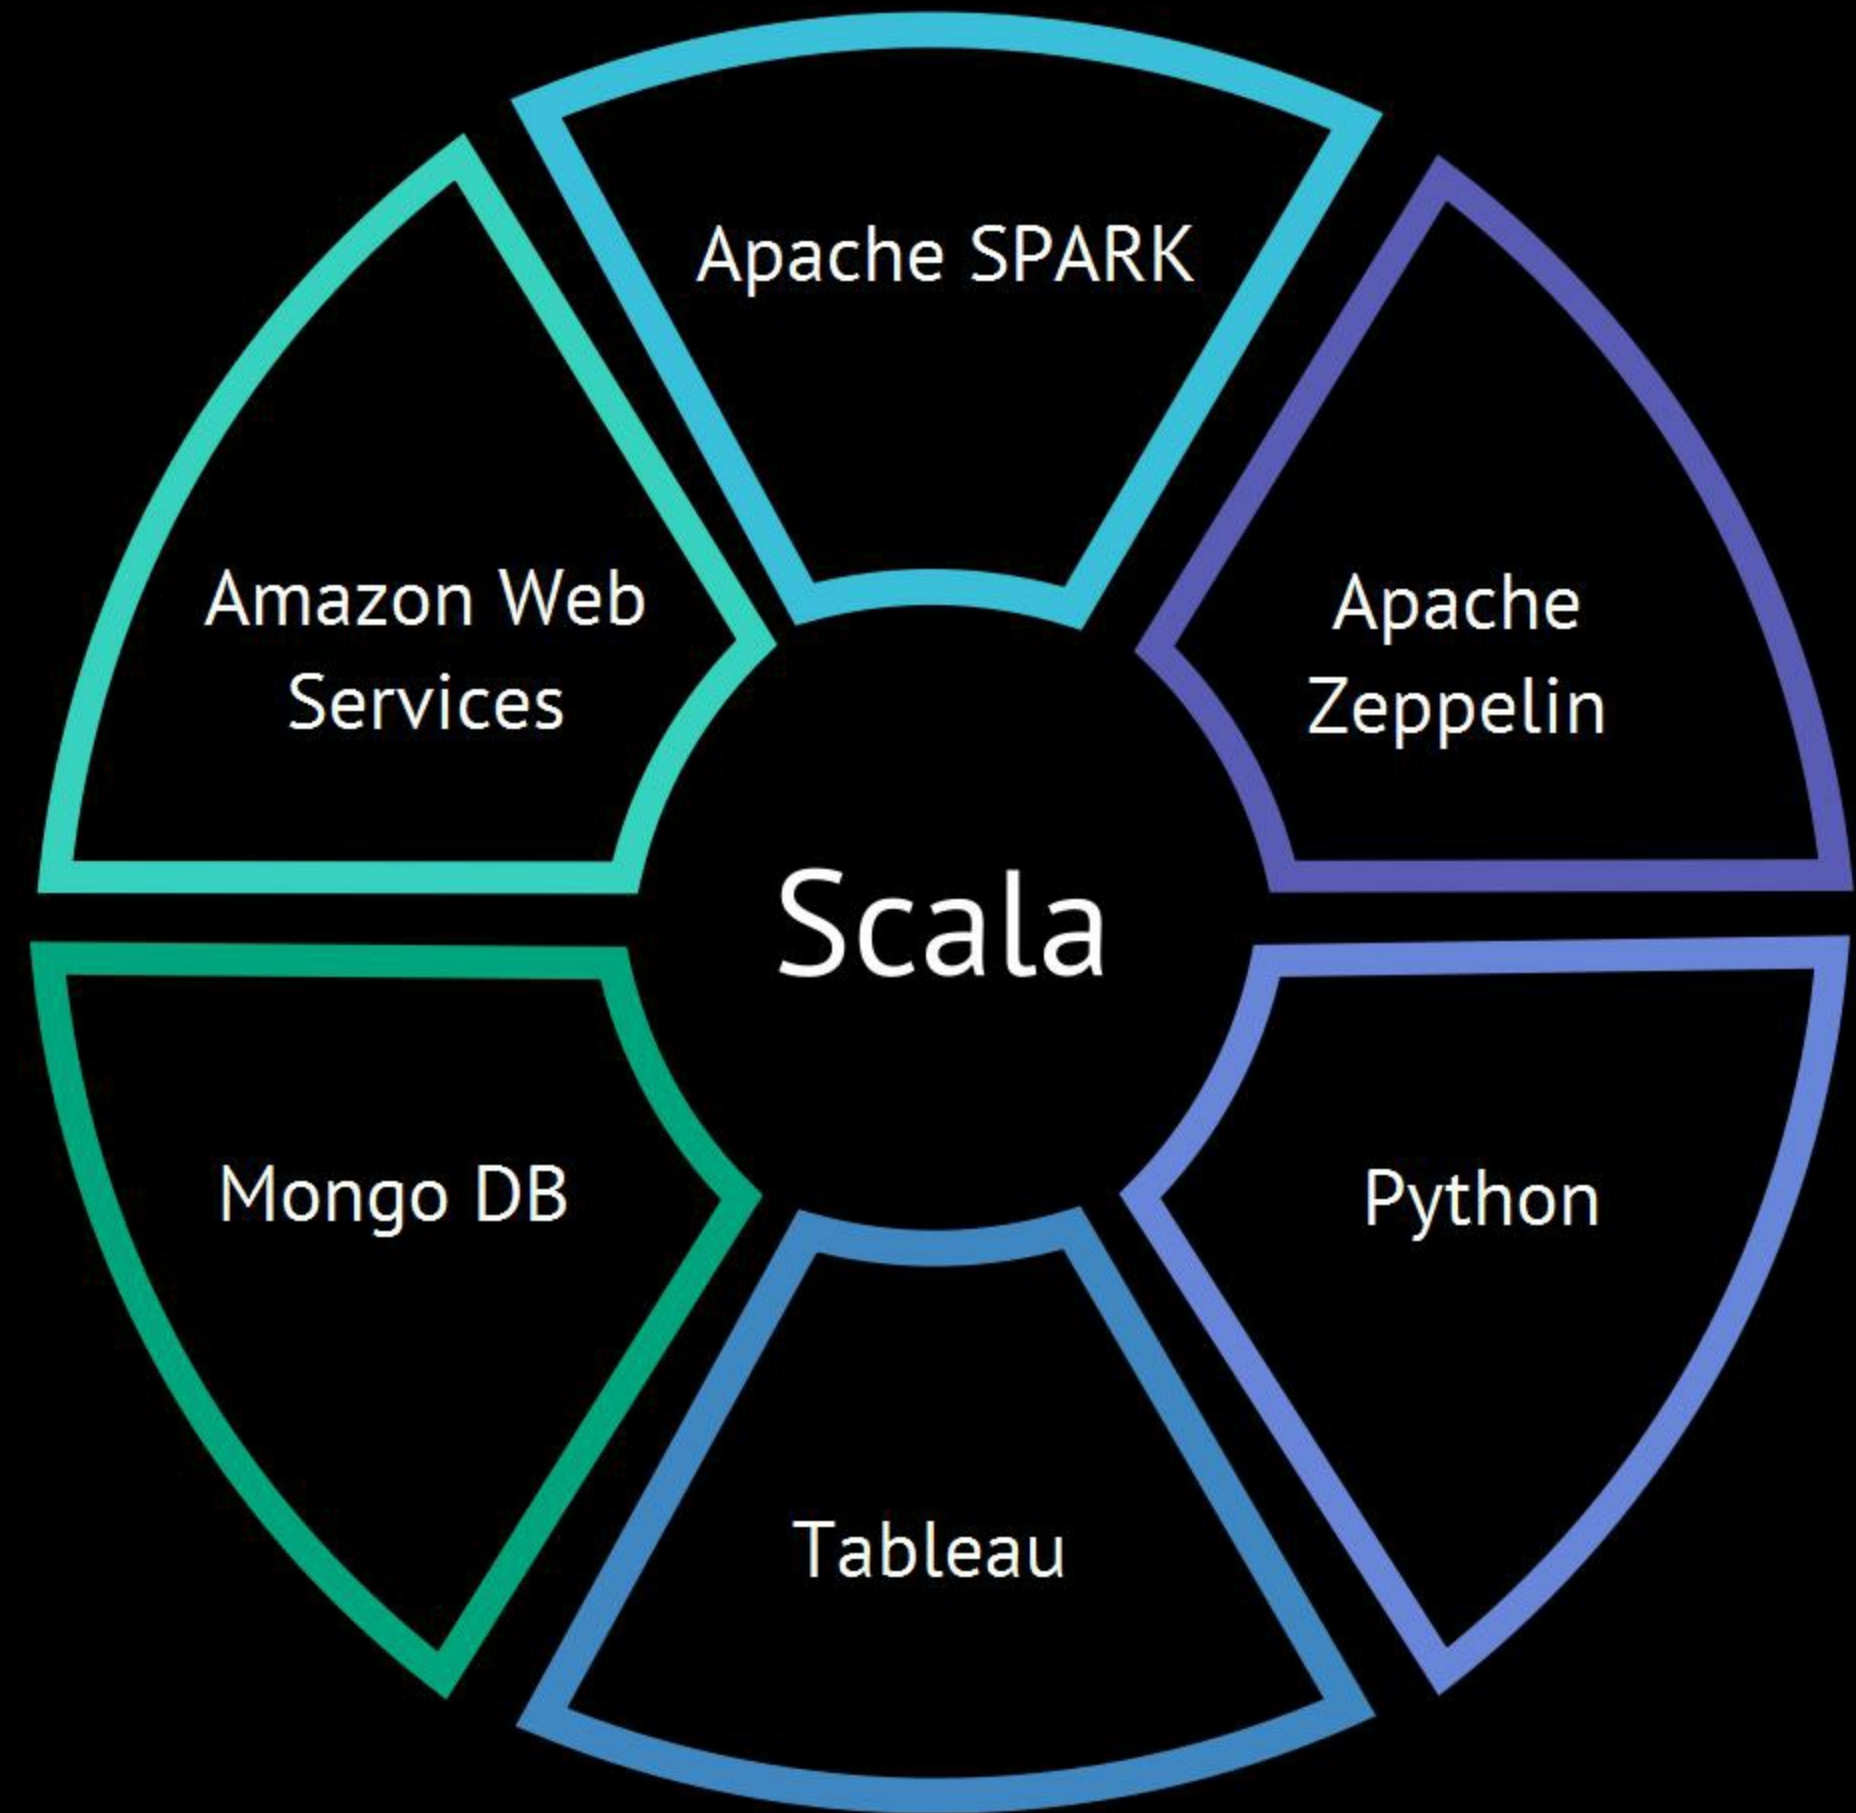 Apache SPARK
Amazon Web
Services
Apache
Zeppelin
Scala
Mongo DB
Python
Tableau